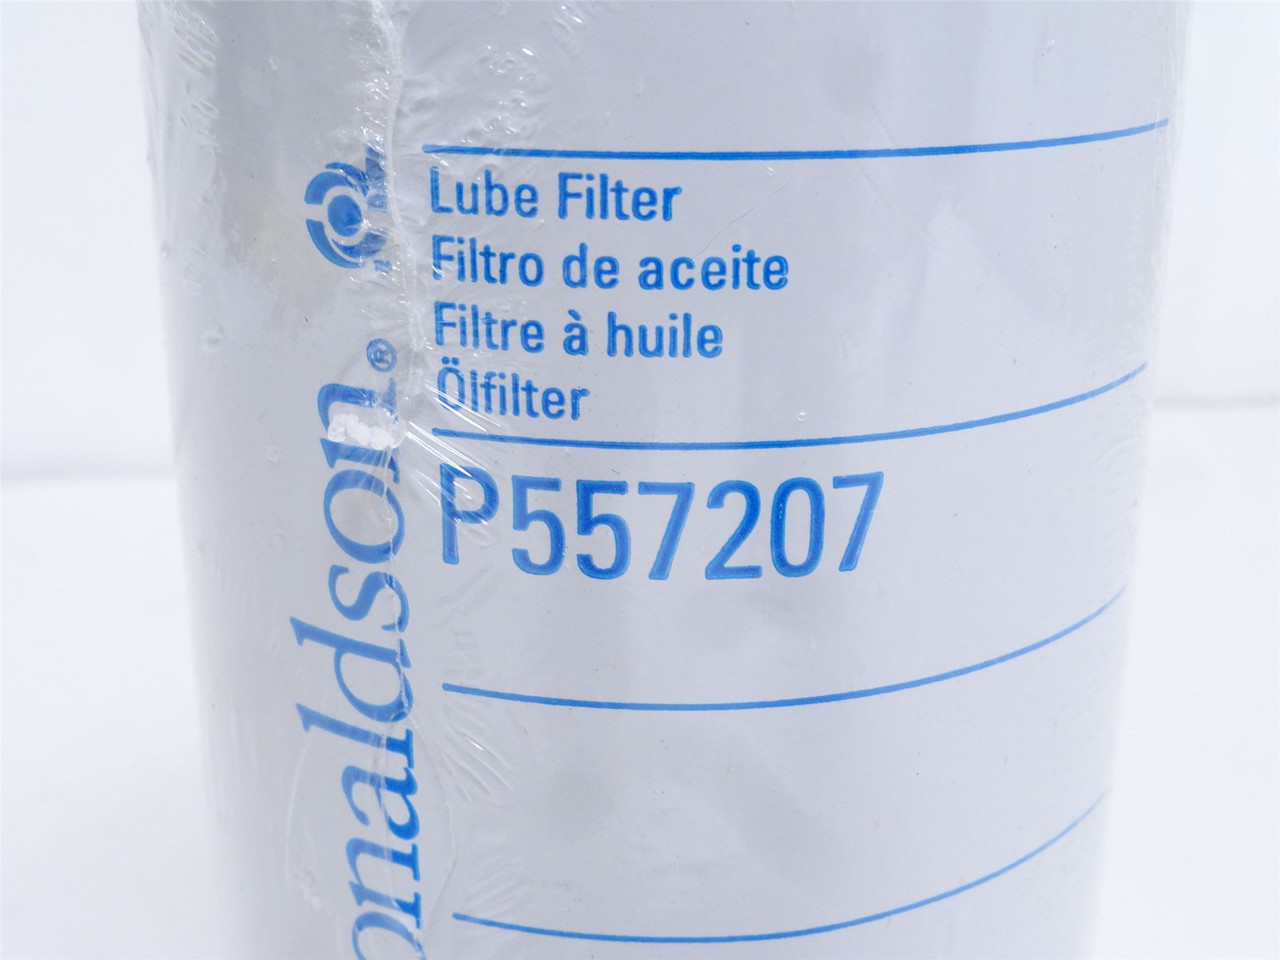 Lube Filter
Filtro de aceite
Filtre à huile
Ölfilter
P557207
onaldson®